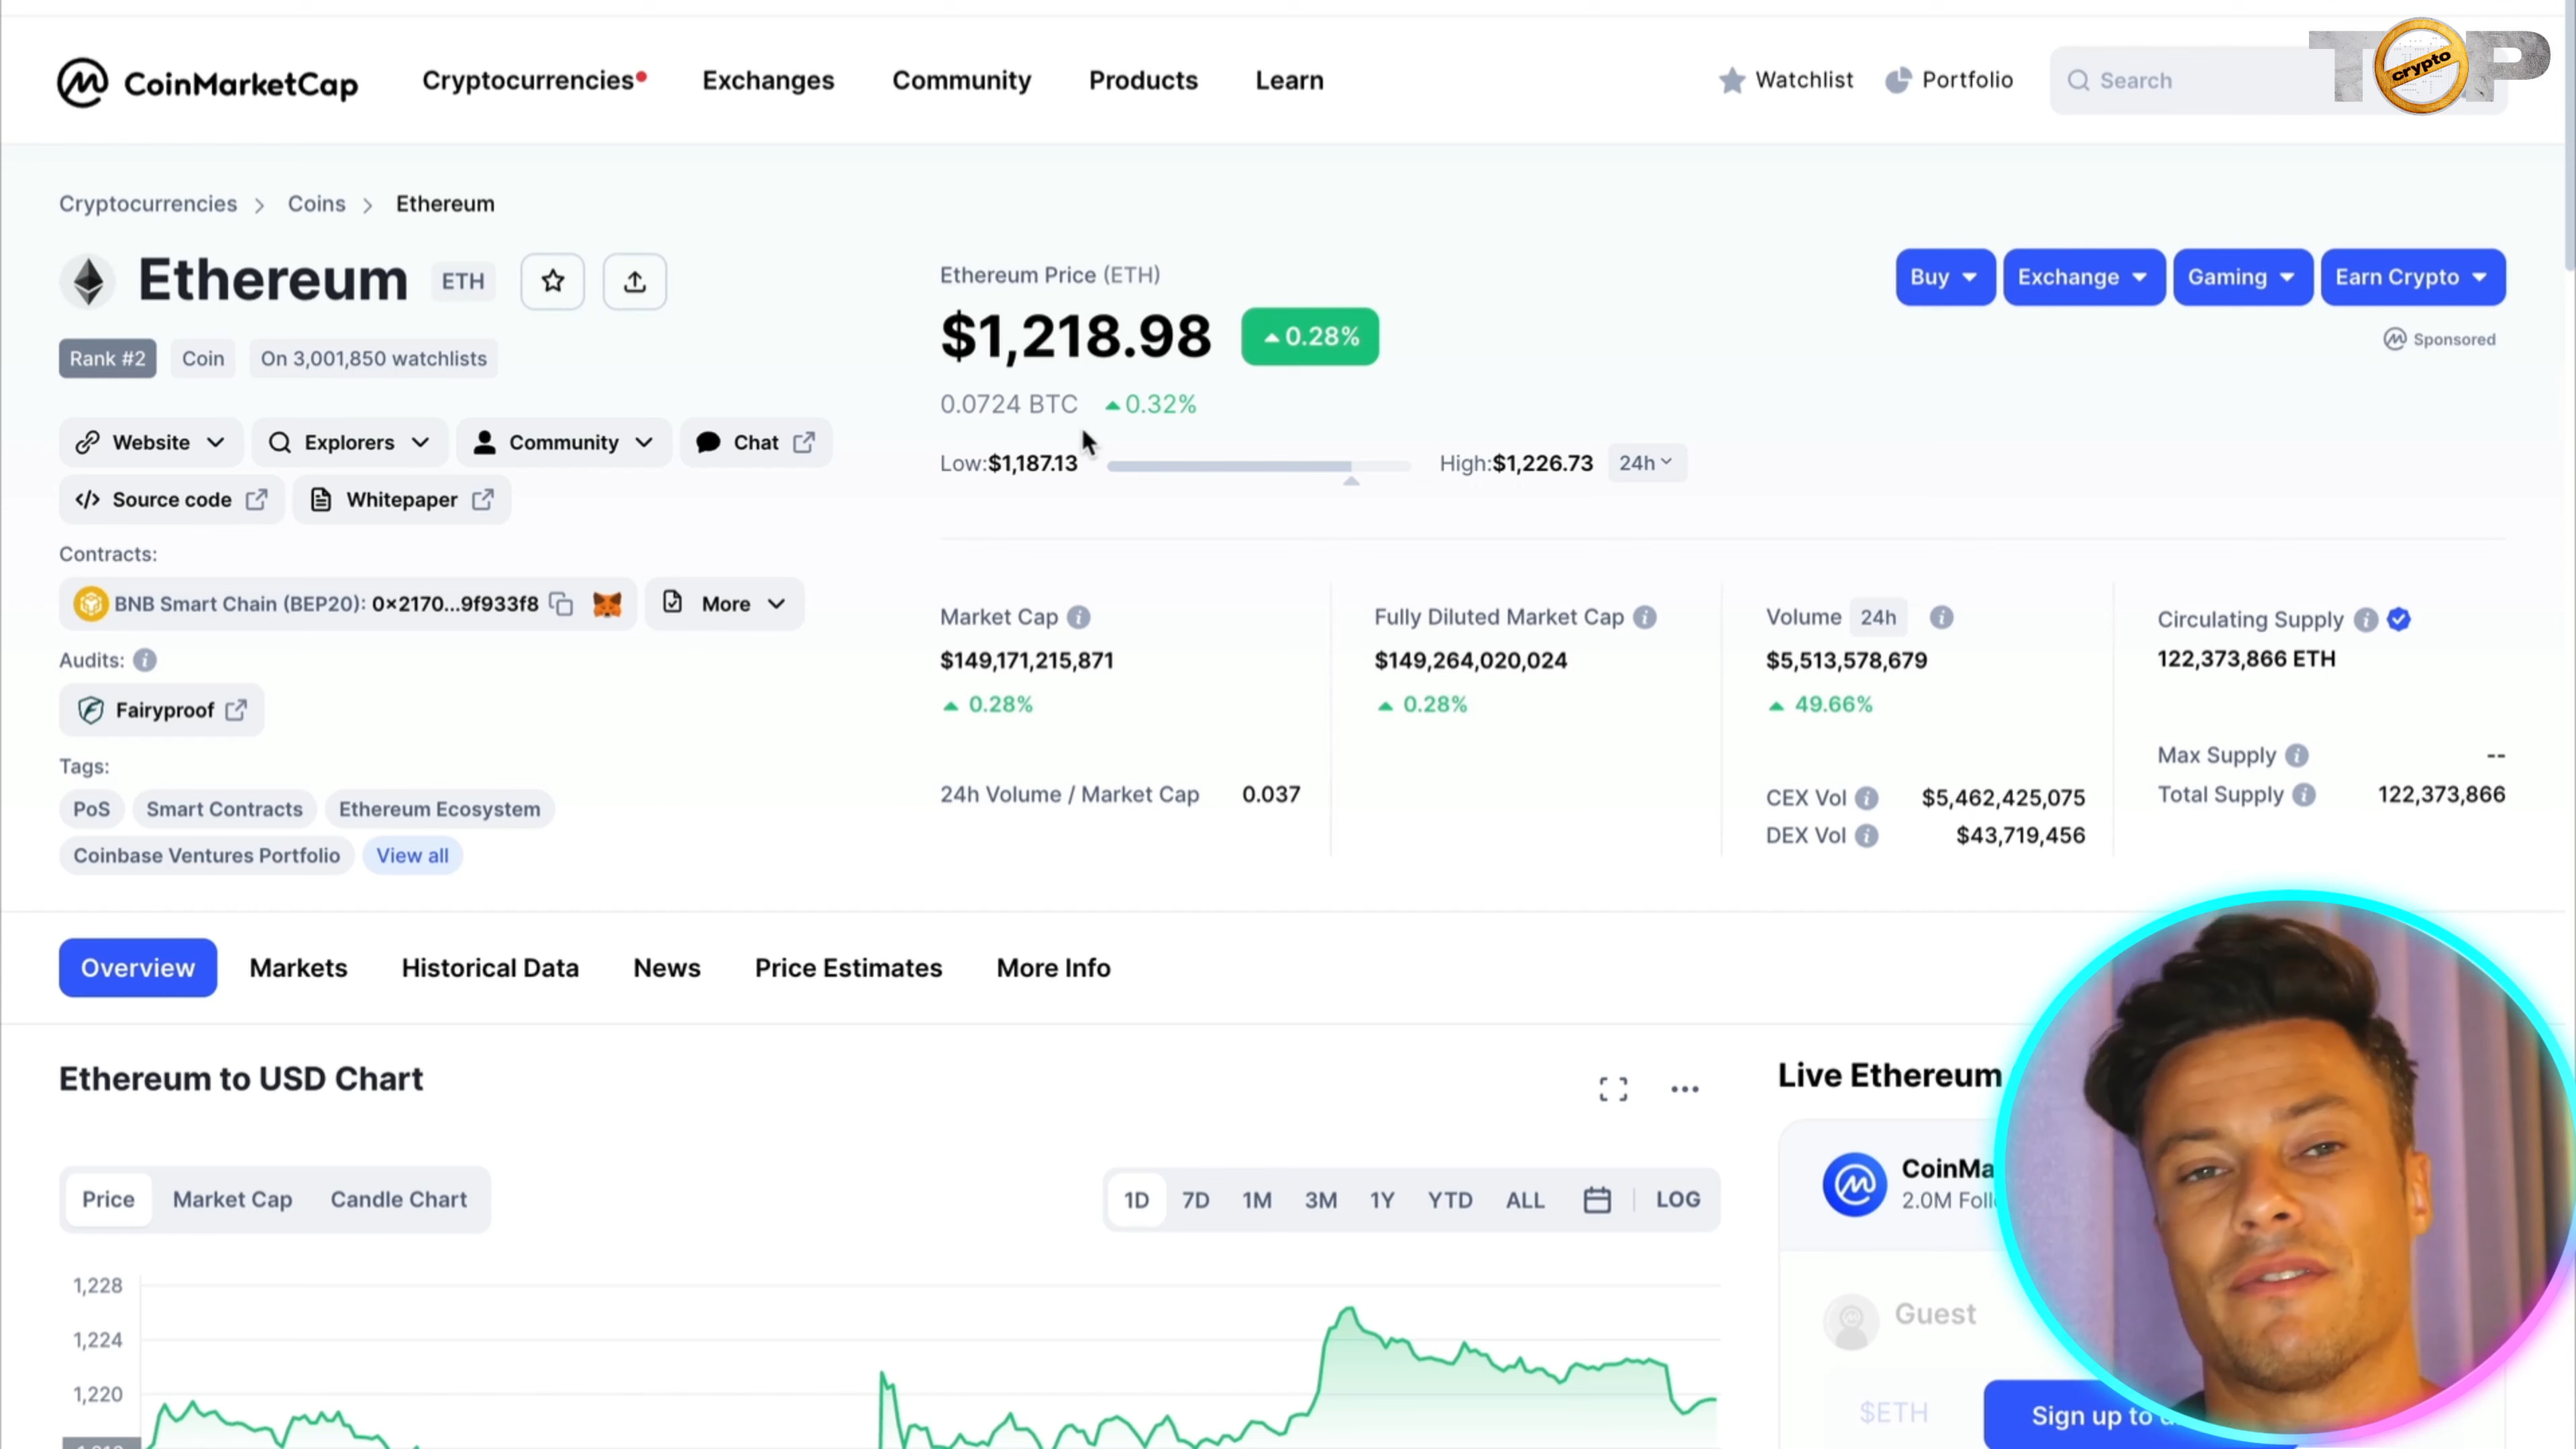 CoinMarketCap Cryptocurrencies Exchanges Community Products Learn Watchlist Portfolio Search
TOP crypto
Cryptocurrencies > Coins > Ethereum
Ethereum ETH
Rank #2 Coin On 3,001,850 watchlists
Website Explorers Community Chat
Source code Whitepaper
Contracts:
BNB Smart Chain (BEP20): 0x2170...9f933f8 More
Audits:
Fairyproof
Tags:
PoS Smart Contracts Ethereum Ecosystem
Coinbase Ventures Portfolio View all
Ethereum Price (ETH)
$1,218.98 0.28%
0.0724 BTC 0.32%
Low:$1,187.13 High:$1,226.73 24h
Buy Exchange Gaming Earn Crypto
Sponsored
Market Cap
$149,171,215,871
0.28%
24h Volume / Market Cap 0.037
Fully Diluted Market Cap
$149,264,020,024
0.28%
Volume 24h
$5,513,578,679
49.66%
CEX Vol $5,462,425,075
DEX Vol $43,719,456
Circulating Supply
122,373,866 ETH
Max Supply --
Total Supply 122,373,866
Overview Markets Historical Data News Price Estimates More Info
Ethereum to USD Chart
Price Market Cap Candle Chart
1D 7D 1M 3M 1Y YTD ALL LOG
1,228
1,224
1,220
Live Ethereum
CoinMa
2.0M Foll
Guest
$ETH
Sign up to